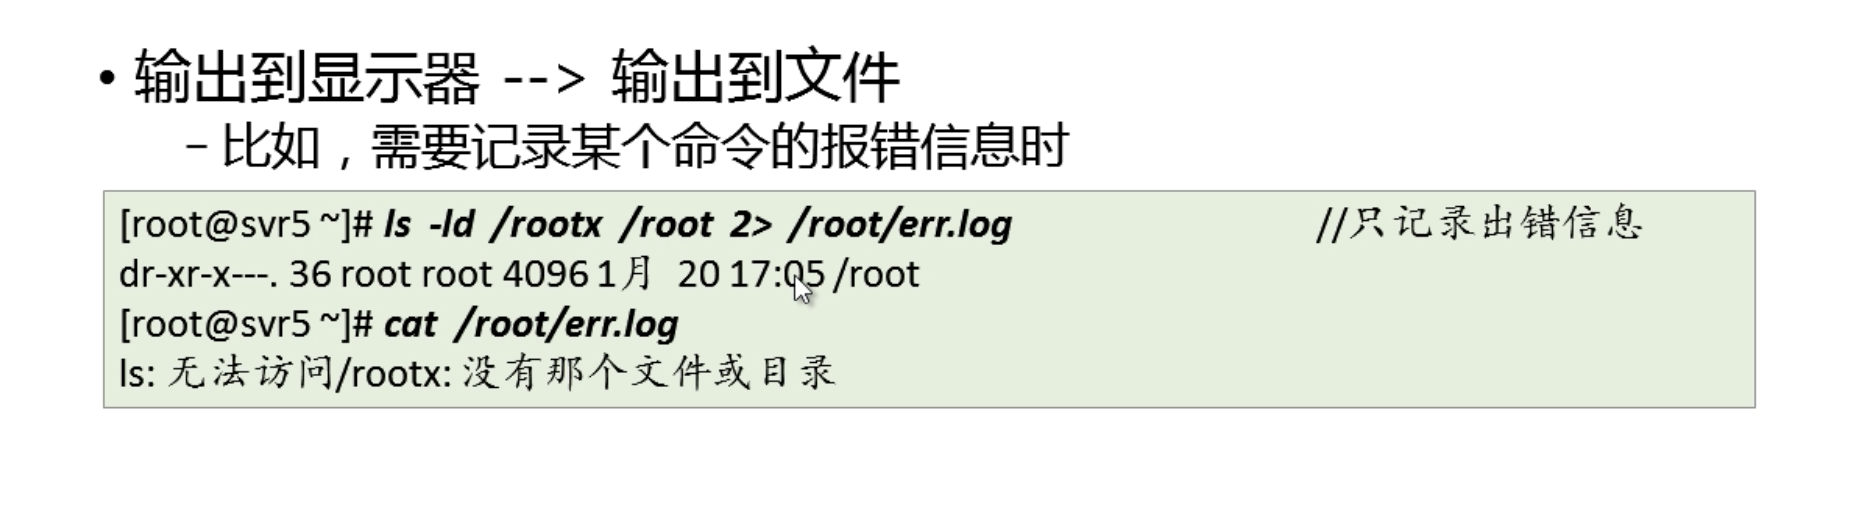 • 输出到显示器 --> 输出到文件
– 比如，需要记录某个命令的报错信息时
[root@svr5 ~]# ls -ld /rootx /root 2> /root/err.log //只记录出错信息
dr-xr-x---. 36 root root 4096 1月 20 17:05 /root
[root@svr5 ~]# cat /root/err.log
ls: 无法访问/rootx: 没有那个文件或目录